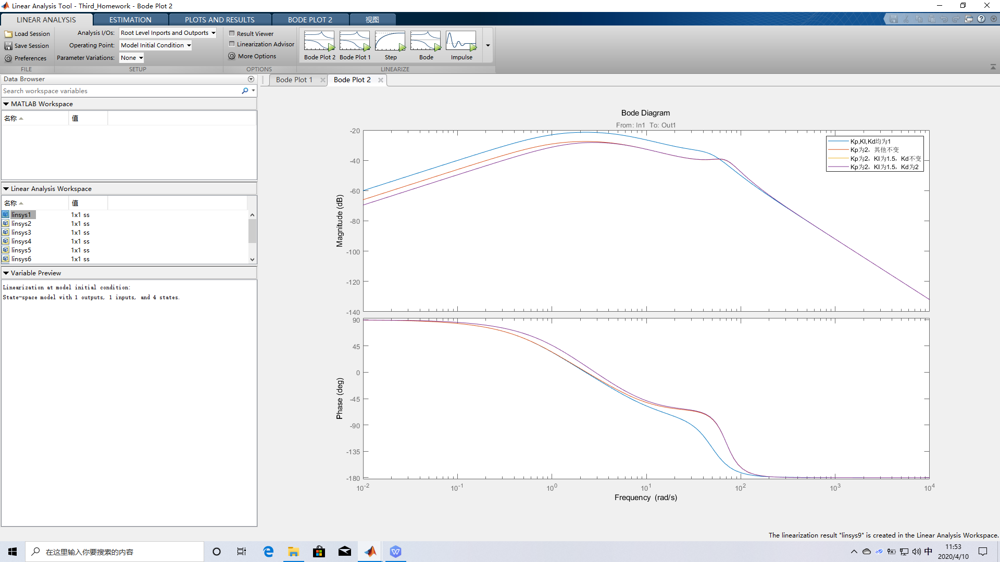 Linear Analysis Tool - Third_Homework - Bode Plot 2
LINEAR ANALYSIS
ESTIMATION
PLOTS AND RESULTS
BODE PLOT 2
视图
Load Session
Save Session
Preferences
FILE
Analysis I/Os: Root Level Inports and Outports
Operating Point: Model Initial Condition
Parameter Variations: None
SETUP
Result Viewer
Linearization Advisor
More Options
OPTIONS
Bode Plot 2
Bode Plot 1
Step
Bode
Impulse
LINEARIZE
Data Browser
Search workspace variables
MATLAB Workspace
名称 值
Linear Analysis Workspace
名称 值
linsys1 1x1 ss
linsys2 1x1 ss
linsys3 1x1 ss
linsys4 1x1 ss
linsys5 1x1 ss
linsys6 1x1 ss
Variable Preview
Linearization at model initial condition:
State-space model with 1 outputs, 1 inputs, and 4 states.
Bode Plot 1
Bode Plot 2
Bode Diagram
From: In1 To: Out1
Magnitude (dB)
-20
-40
-60
-80
-100
-120
-140
Kp,KI,Kd均为1
Kp为2，其他不变
Kp为2，KI为1.5，Kd不变
Kp为2，KI为1.5，Kd为2
Phase (deg)
90
45
0
-45
-90
-135
-180
10-2 10-1 100 101 102 103 104
Frequency (rad/s)
The linearization result "linsys9" is created in the Linear Analysis Workspace.
在这里输入你要搜索的内容
中
11:53
2020/4/10